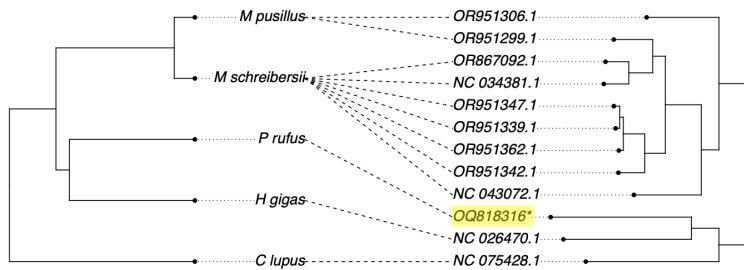 M pusillus
M schreibersii
P rufus
H gigas
C lupus
OR951306.1
OR951299.1
OR867092.1
NC 034381.1
OR951347.1
OR951339.1
OR951362.1
OR951342.1
NC 043072.1
OQ818316*
NC 026470.1
NC 075428.1